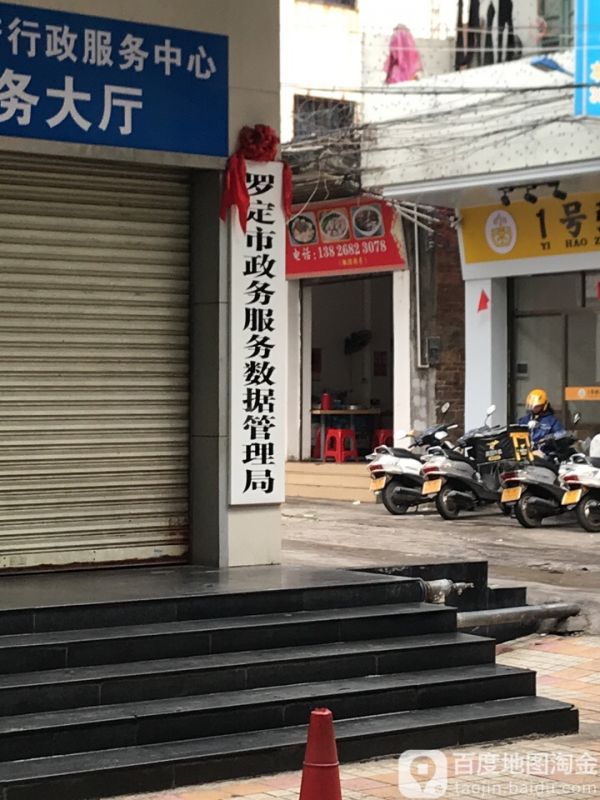 行政服务中心
务大厅
罗定市政务服务数据管理局
电话:138 2682 3078
1号
YI HAO Z
百度地图淘金
taojin.baidu.com